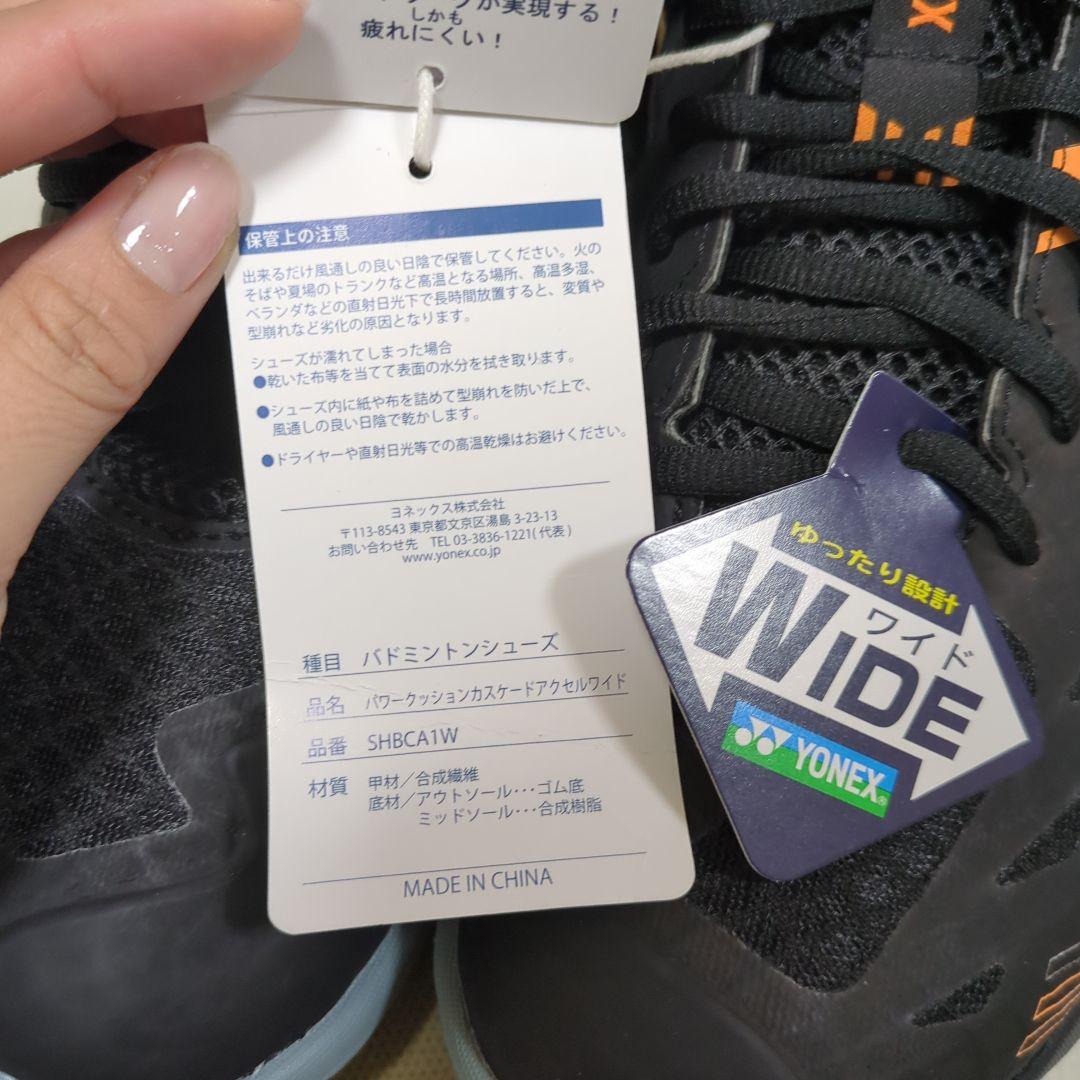 が実現する！
しかも
疲れにくい！
保管上の注意
出来るだけ風通しの良い日陰で保管してください。火の
そばや夏場のトランクなど高温となる場所、高温多湿、
ベランダなどの直射日光下で長時間放置すると、変質や
型崩れなど劣化の原因となります。
シューズが濡れてしまった場合
●乾いた布等を当てて表面の水分を拭き取ります。
●シューズ内に紙や布を詰めて型崩れを防いだ上で、
風通しの良い日陰で乾かします。
●ドライヤーや直射日光等での高温乾燥はお避けください。
ヨネックス株式会社
〒113-8543 東京都文京区湯島 3-23-13
お問い合わせ先 TEL 03-3836-1221(代表)
www.yonex.co.jp
種目 バドミントンシューズ
品名 パワークッションカスケードアクセルワイド
品番 SHBCA1W
材質 甲材／合成繊維
底材／アウトソール･･･ゴム底
ミッドソール･･･合成樹脂
MADE IN CHINA
ゆったり設計
ワイド
WIDE
YONEX
X